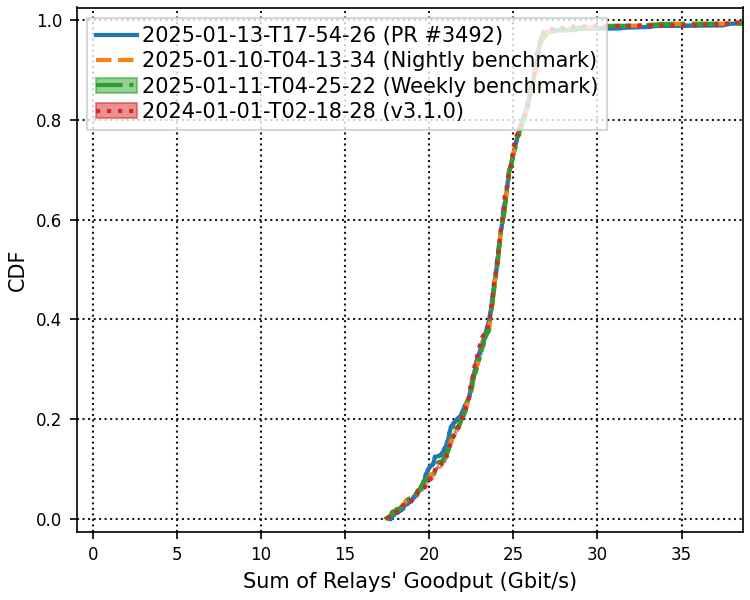 1.0
2025-01-13-T17-54-26 (PR #3492)
2025-01-10-T04-13-34 (Nightly benchmark)
2025-01-11-T04-25-22 (Weekly benchmark)
2024-01-01-T02-18-28 (v3.1.0)
0.8
0.6
CDF
0.4
0.2
0.0
0 5 10 15 20 25 30 35
Sum of Relays' Goodput (Gbit/s)